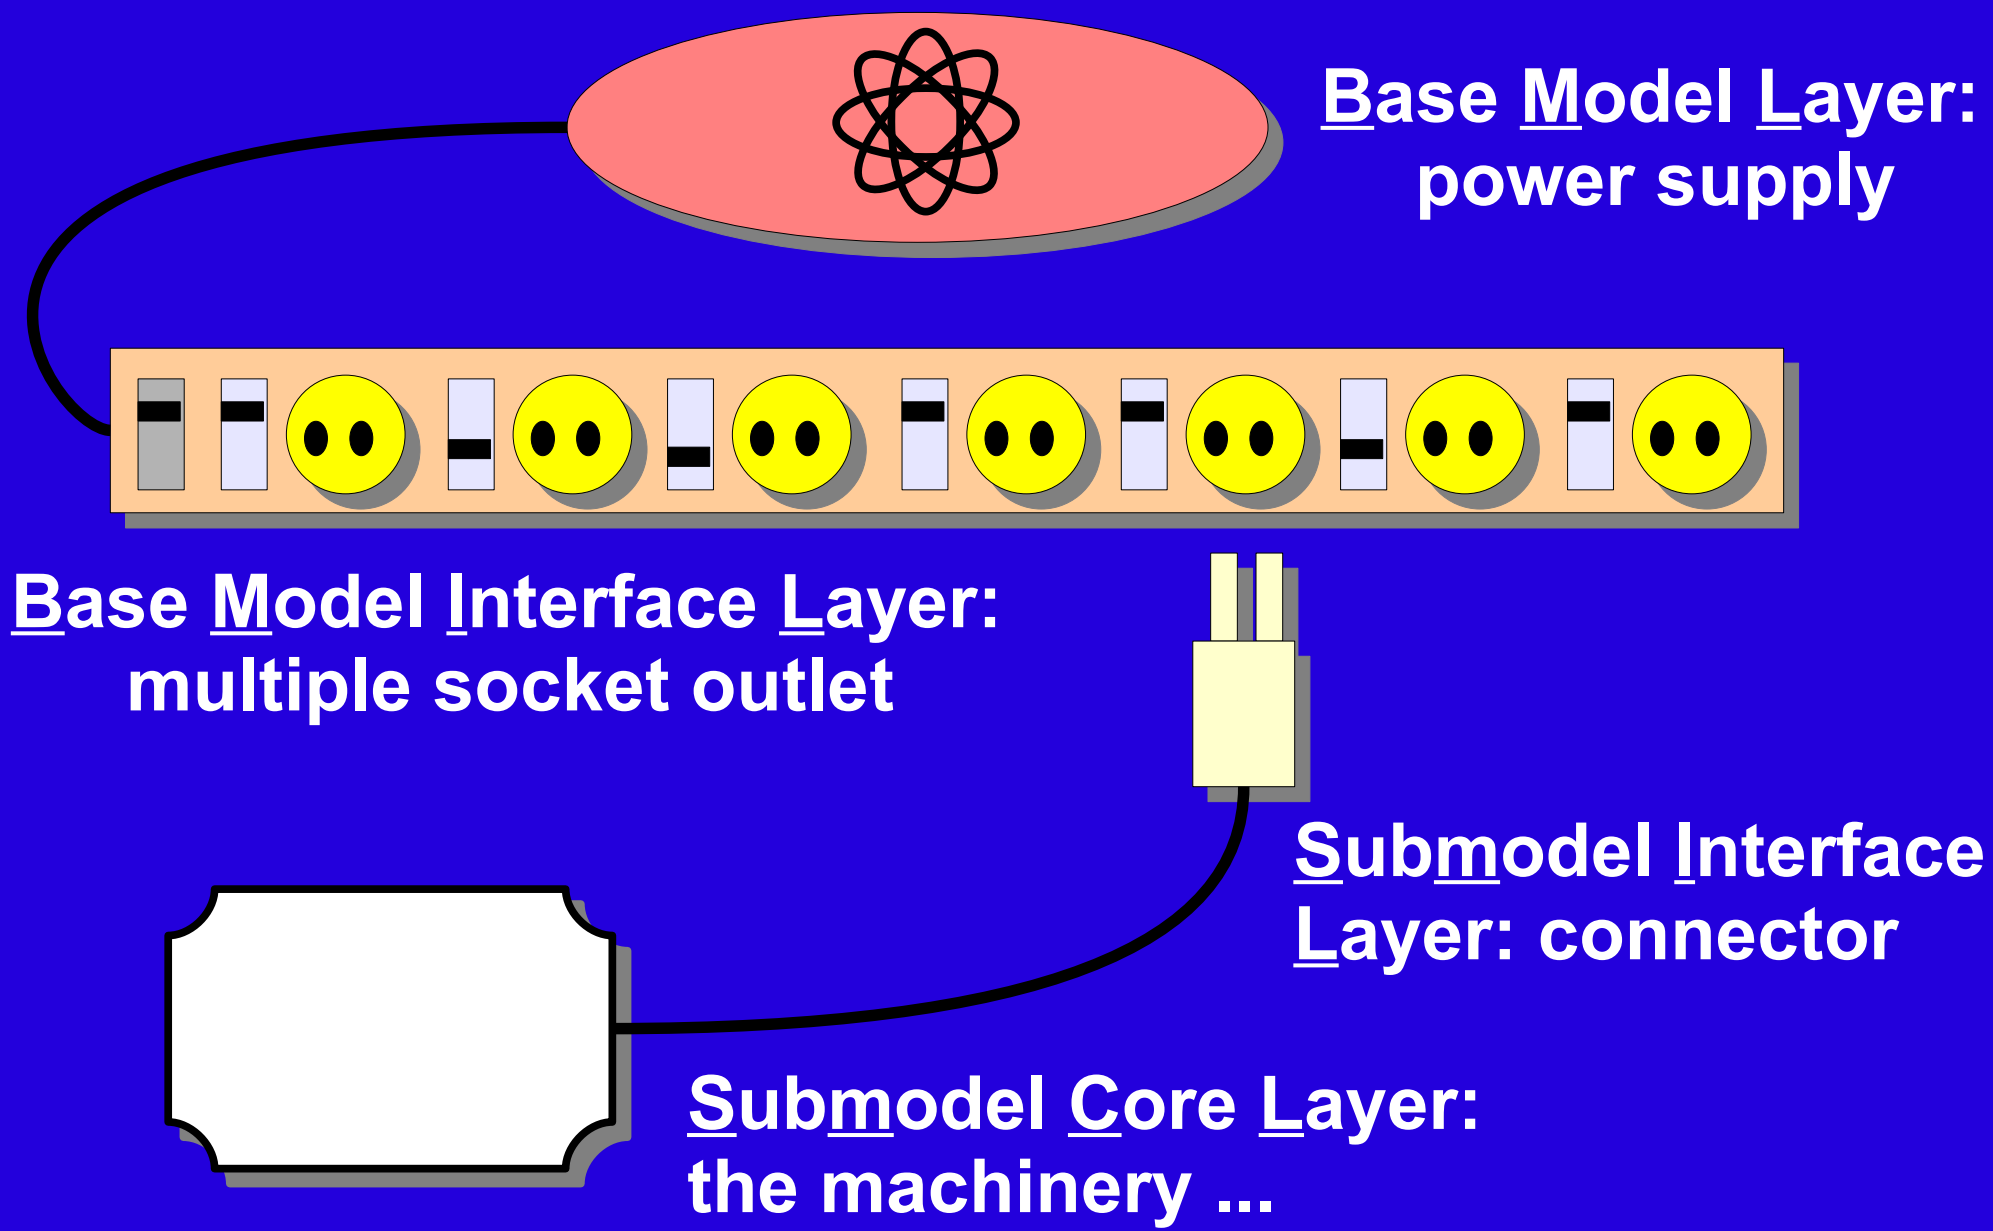 Base Model Layer:
power supply
Base Model Interface Layer:
multiple socket outlet
Submodel Interface
Layer: connector
Submodel Core Layer:
the machinery ...